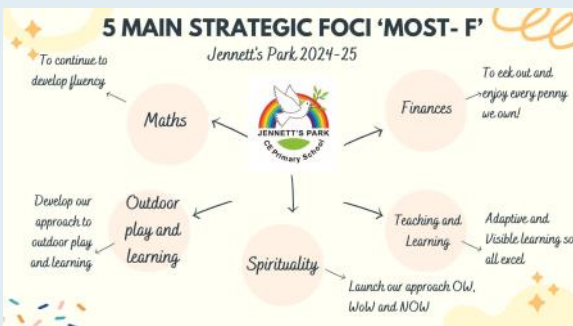 5 MAIN STRATEGIC FOCI 'MOST- F'
Jennett's Park 2024-25
To continue to
develop fluency
Maths
JENNETT'S PARK
CE Primary School
Finances
To eek out and
enjoy every penny
we own!
Develop our
approach to
outdoor play
and learning
Outdoor
play and
learning
Spirituality
Launch our approach OW,
WoW and NOW
Teaching and
Learning
Adaptive and
Visible learning so
all excel